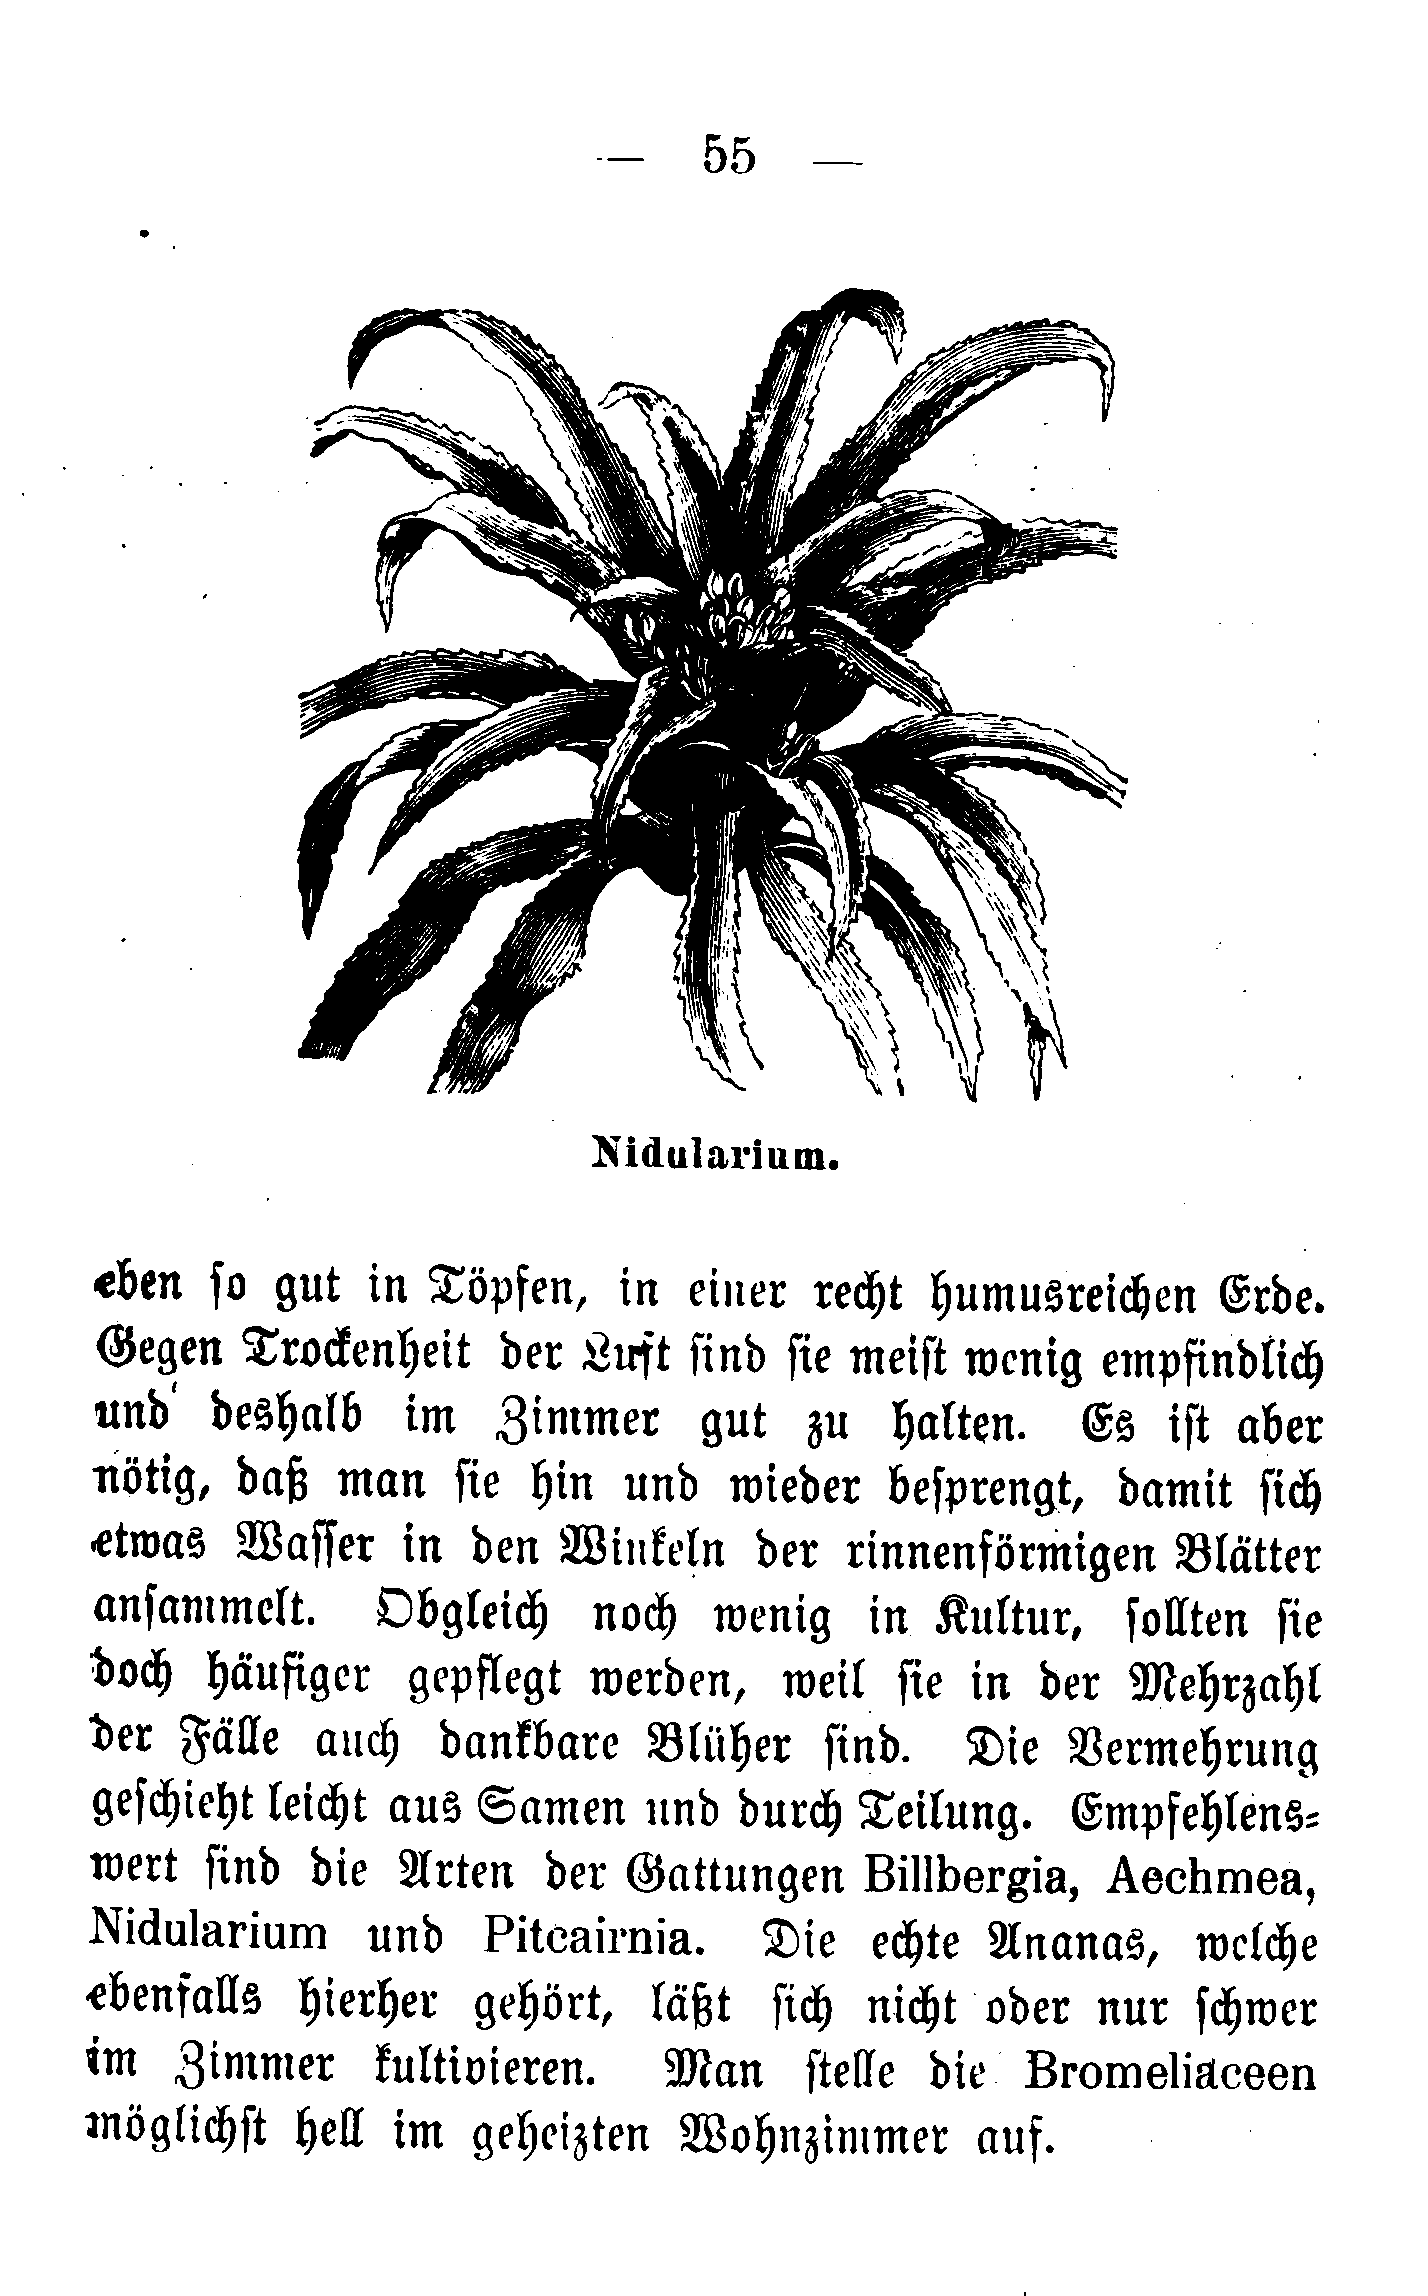 — 55 —
Nidularium.
eben so gut in Töpfen, in einer recht humusreichen Erde.
Gegen Trockenheit der Luft sind sie meist wenig empfindlich
und deshalb im Zimmer gut zu halten. Es ist aber
nötig, daß man sie hin und wieder besprengt, damit sich
etwas Wasser in den Winkeln der rinnenförmigen Blätter
ansammelt. Obgleich noch wenig in Kultur, sollten sie
doch häufiger gepflegt werden, weil sie in der Mehrzahl
der Fälle auch dankbare Blüher sind. Die Vermehrung
geschieht leicht aus Samen und durch Teilung. Empfehlens-
wert sind die Arten der Gattungen Billbergia, Aechmea,
Nidularium und Pitcairnia. Die echte Ananas, welche
ebenfalls hierher gehört, läßt sich nicht oder nur schwer
im Zimmer kultivieren. Man stelle die Bromeliaceen
möglichst hell im geheizten Wohnzimmer auf.